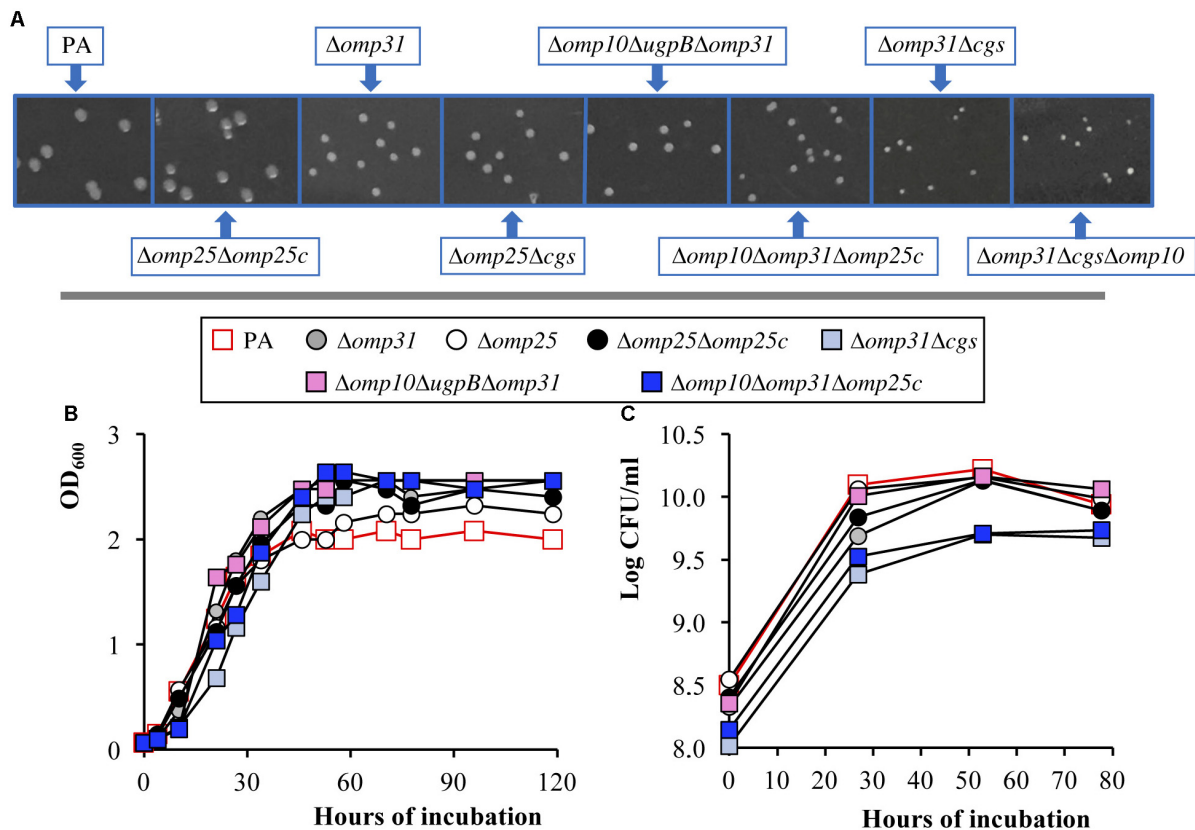 A
PA
Δomp31
Δomp10ΔugpBΔomp31
Δomp31Δcgs
Δomp25Δomp25c
Δomp25Δcgs
Δomp10Δomp31Δomp25c
Δomp31ΔcgsΔomp10
PA Δomp31 Δomp25 Δomp25Δomp25c Δomp31Δcgs
Δomp10ΔugpBΔomp31 Δomp10Δomp31Δomp25c
B
OD600
3
2
1
0
0 30 60 90 120
Hours of incubation
C
Log CFU/ml
10.5
10.0
9.5
9.0
8.5
8.0
0 10 20 30 40 50 60 70 80
Hours of incubation